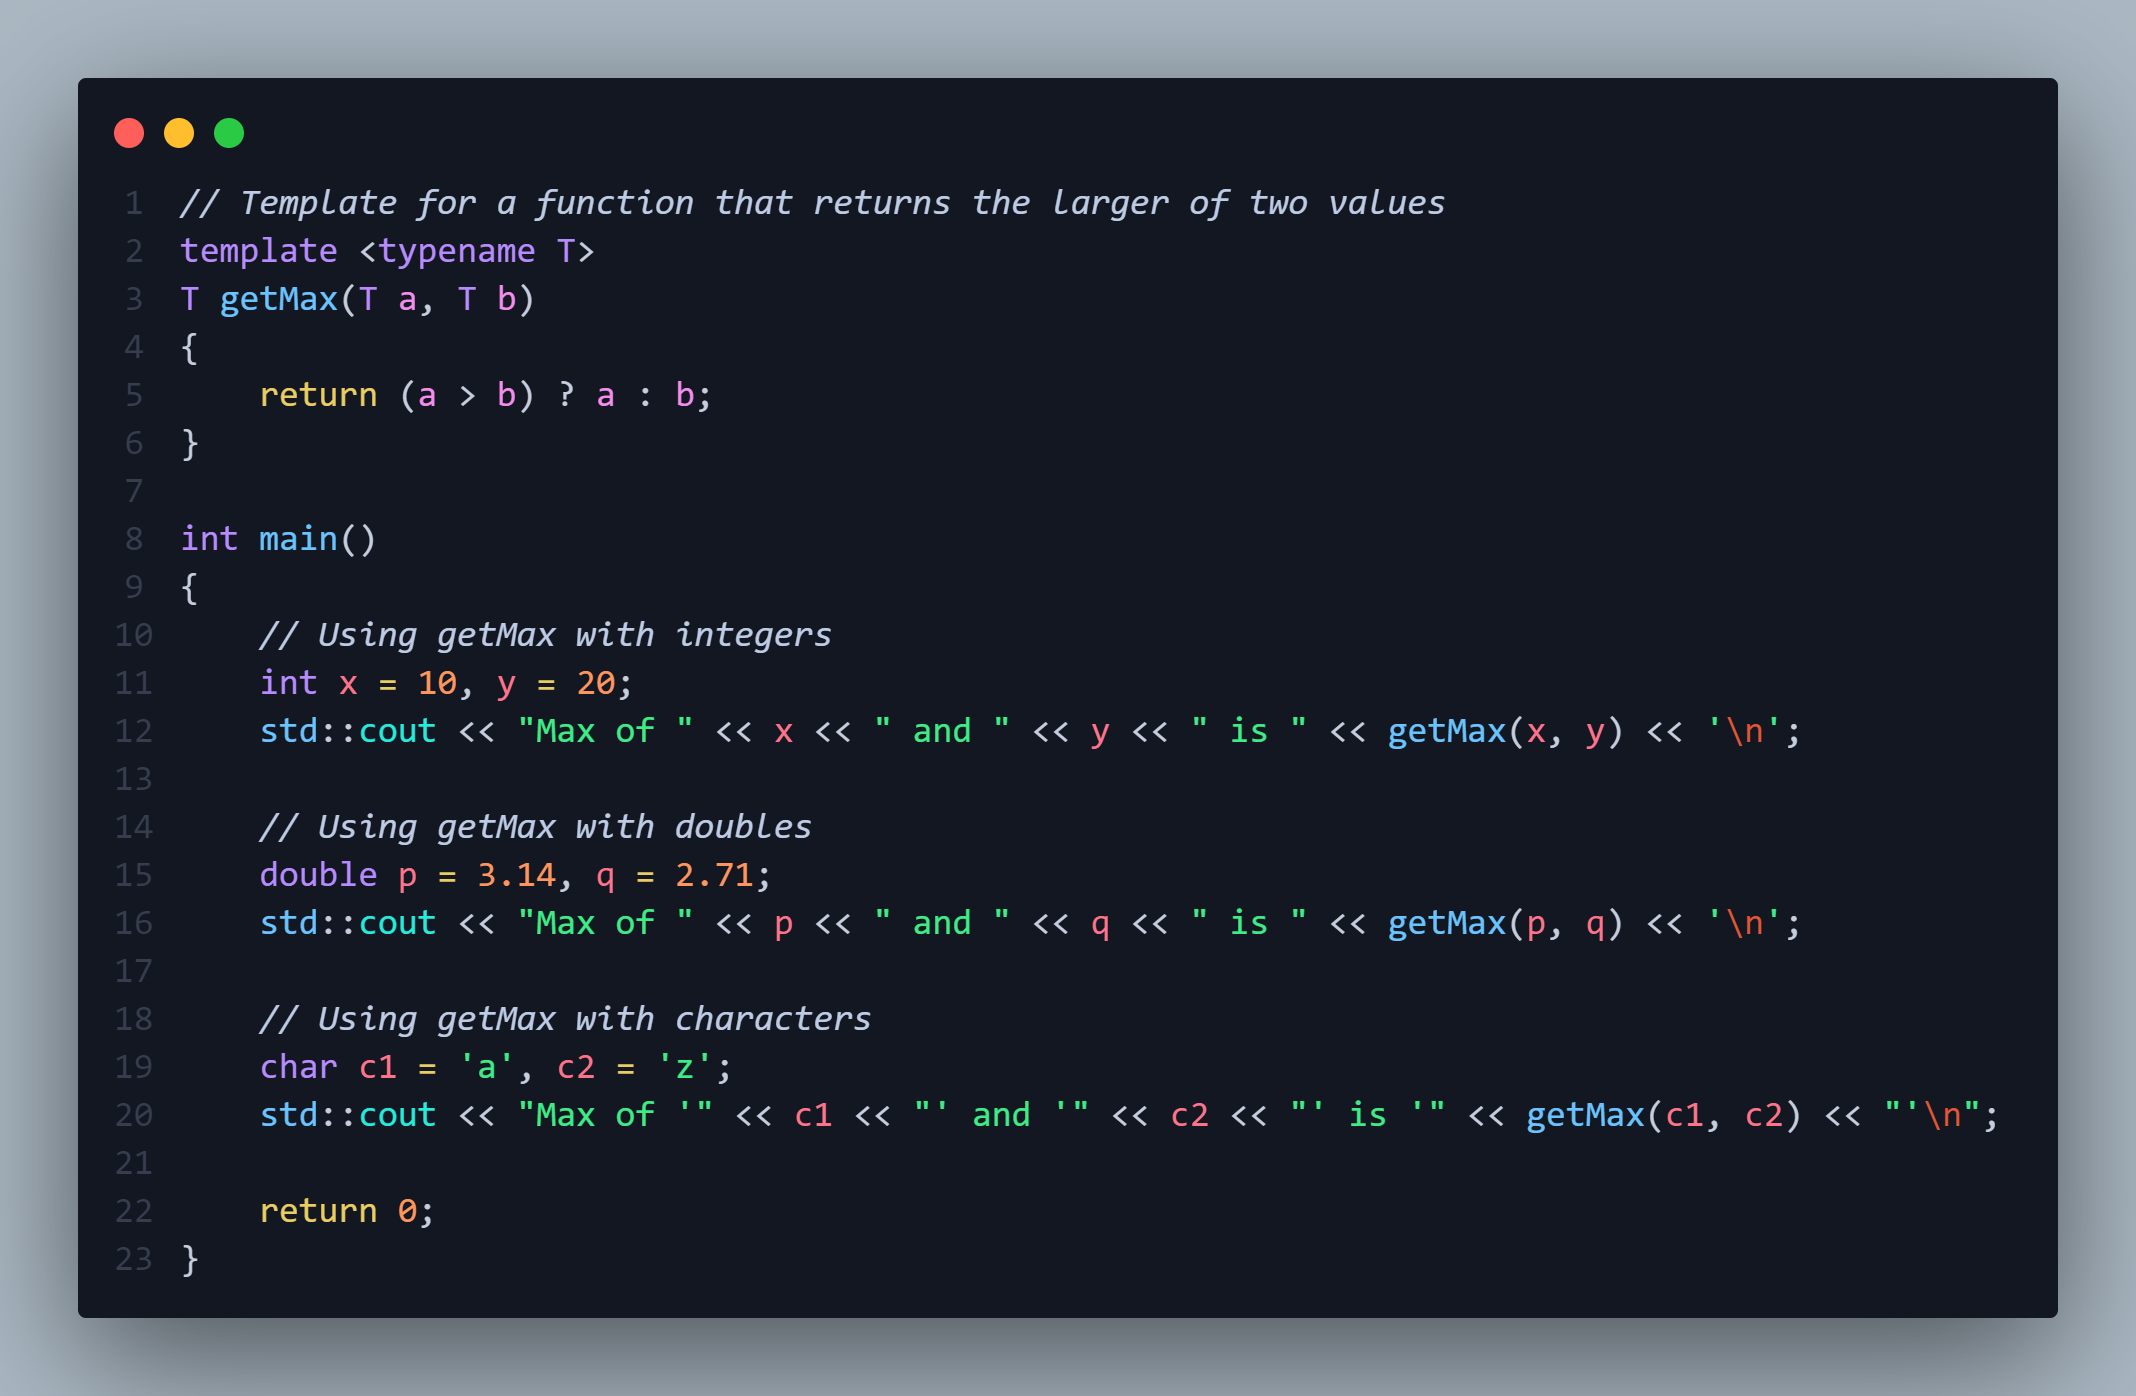 1 // Template for a function that returns the larger of two values
2 template <typename T>
3 T getMax(T a, T b)
4 {
5     return (a > b) ? a : b;
6 }
7
8 int main()
9 {
10     // Using getMax with integers
11     int x = 10, y = 20;
12     std::cout << "Max of " << x << " and " << y << " is " << getMax(x, y) << '\n';
13
14     // Using getMax with doubles
15     double p = 3.14, q = 2.71;
16     std::cout << "Max of " << p << " and " << q << " is " << getMax(p, q) << '\n';
17
18     // Using getMax with characters
19     char c1 = 'a', c2 = 'z';
20     std::cout << "Max of '" << c1 << "' and '" << c2 << "' is '" << getMax(c1, c2) << "'\n";
21
22     return 0;
23 }